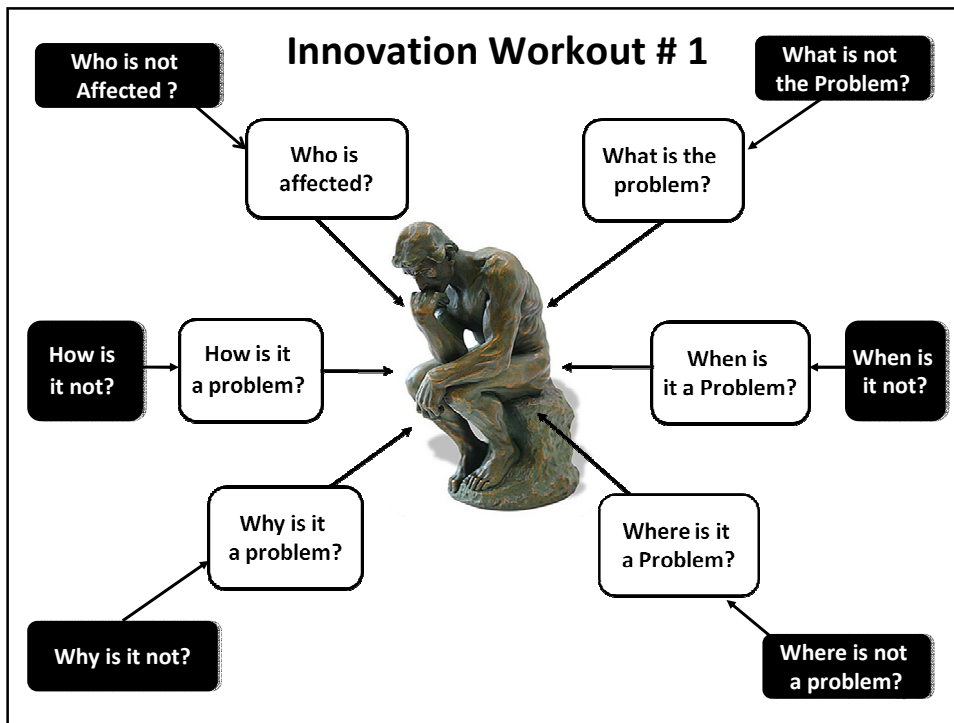 Innovation Workout # 1
Who is not
Affected ?
What is not
the Problem?
Who is
affected?
What is the
problem?
How is
it not?
How is it
a problem?
When is
it a Problem?
When is
it not?
Why is it
a problem?
Where is it
a Problem?
Why is it not?
Where is not
a problem?